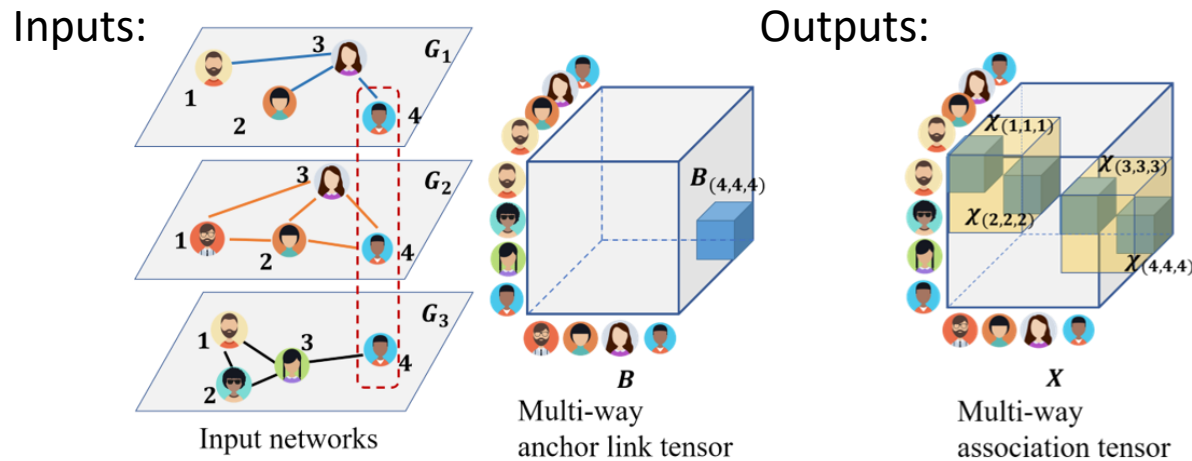 Inputs:
Outputs:
G₁
1
2
3
4
G₂
1
2
3
4
G₃
1
2
3
4
Input networks
B₍₄,₄,₄₎
B
Multi-way
anchor link tensor
χ₍₁,₁,₁₎
χ₍₃,₃,₃₎
χ₍₂,₂,₂₎
χ₍₄,₄,₄₎
X
Multi-way
association tensor